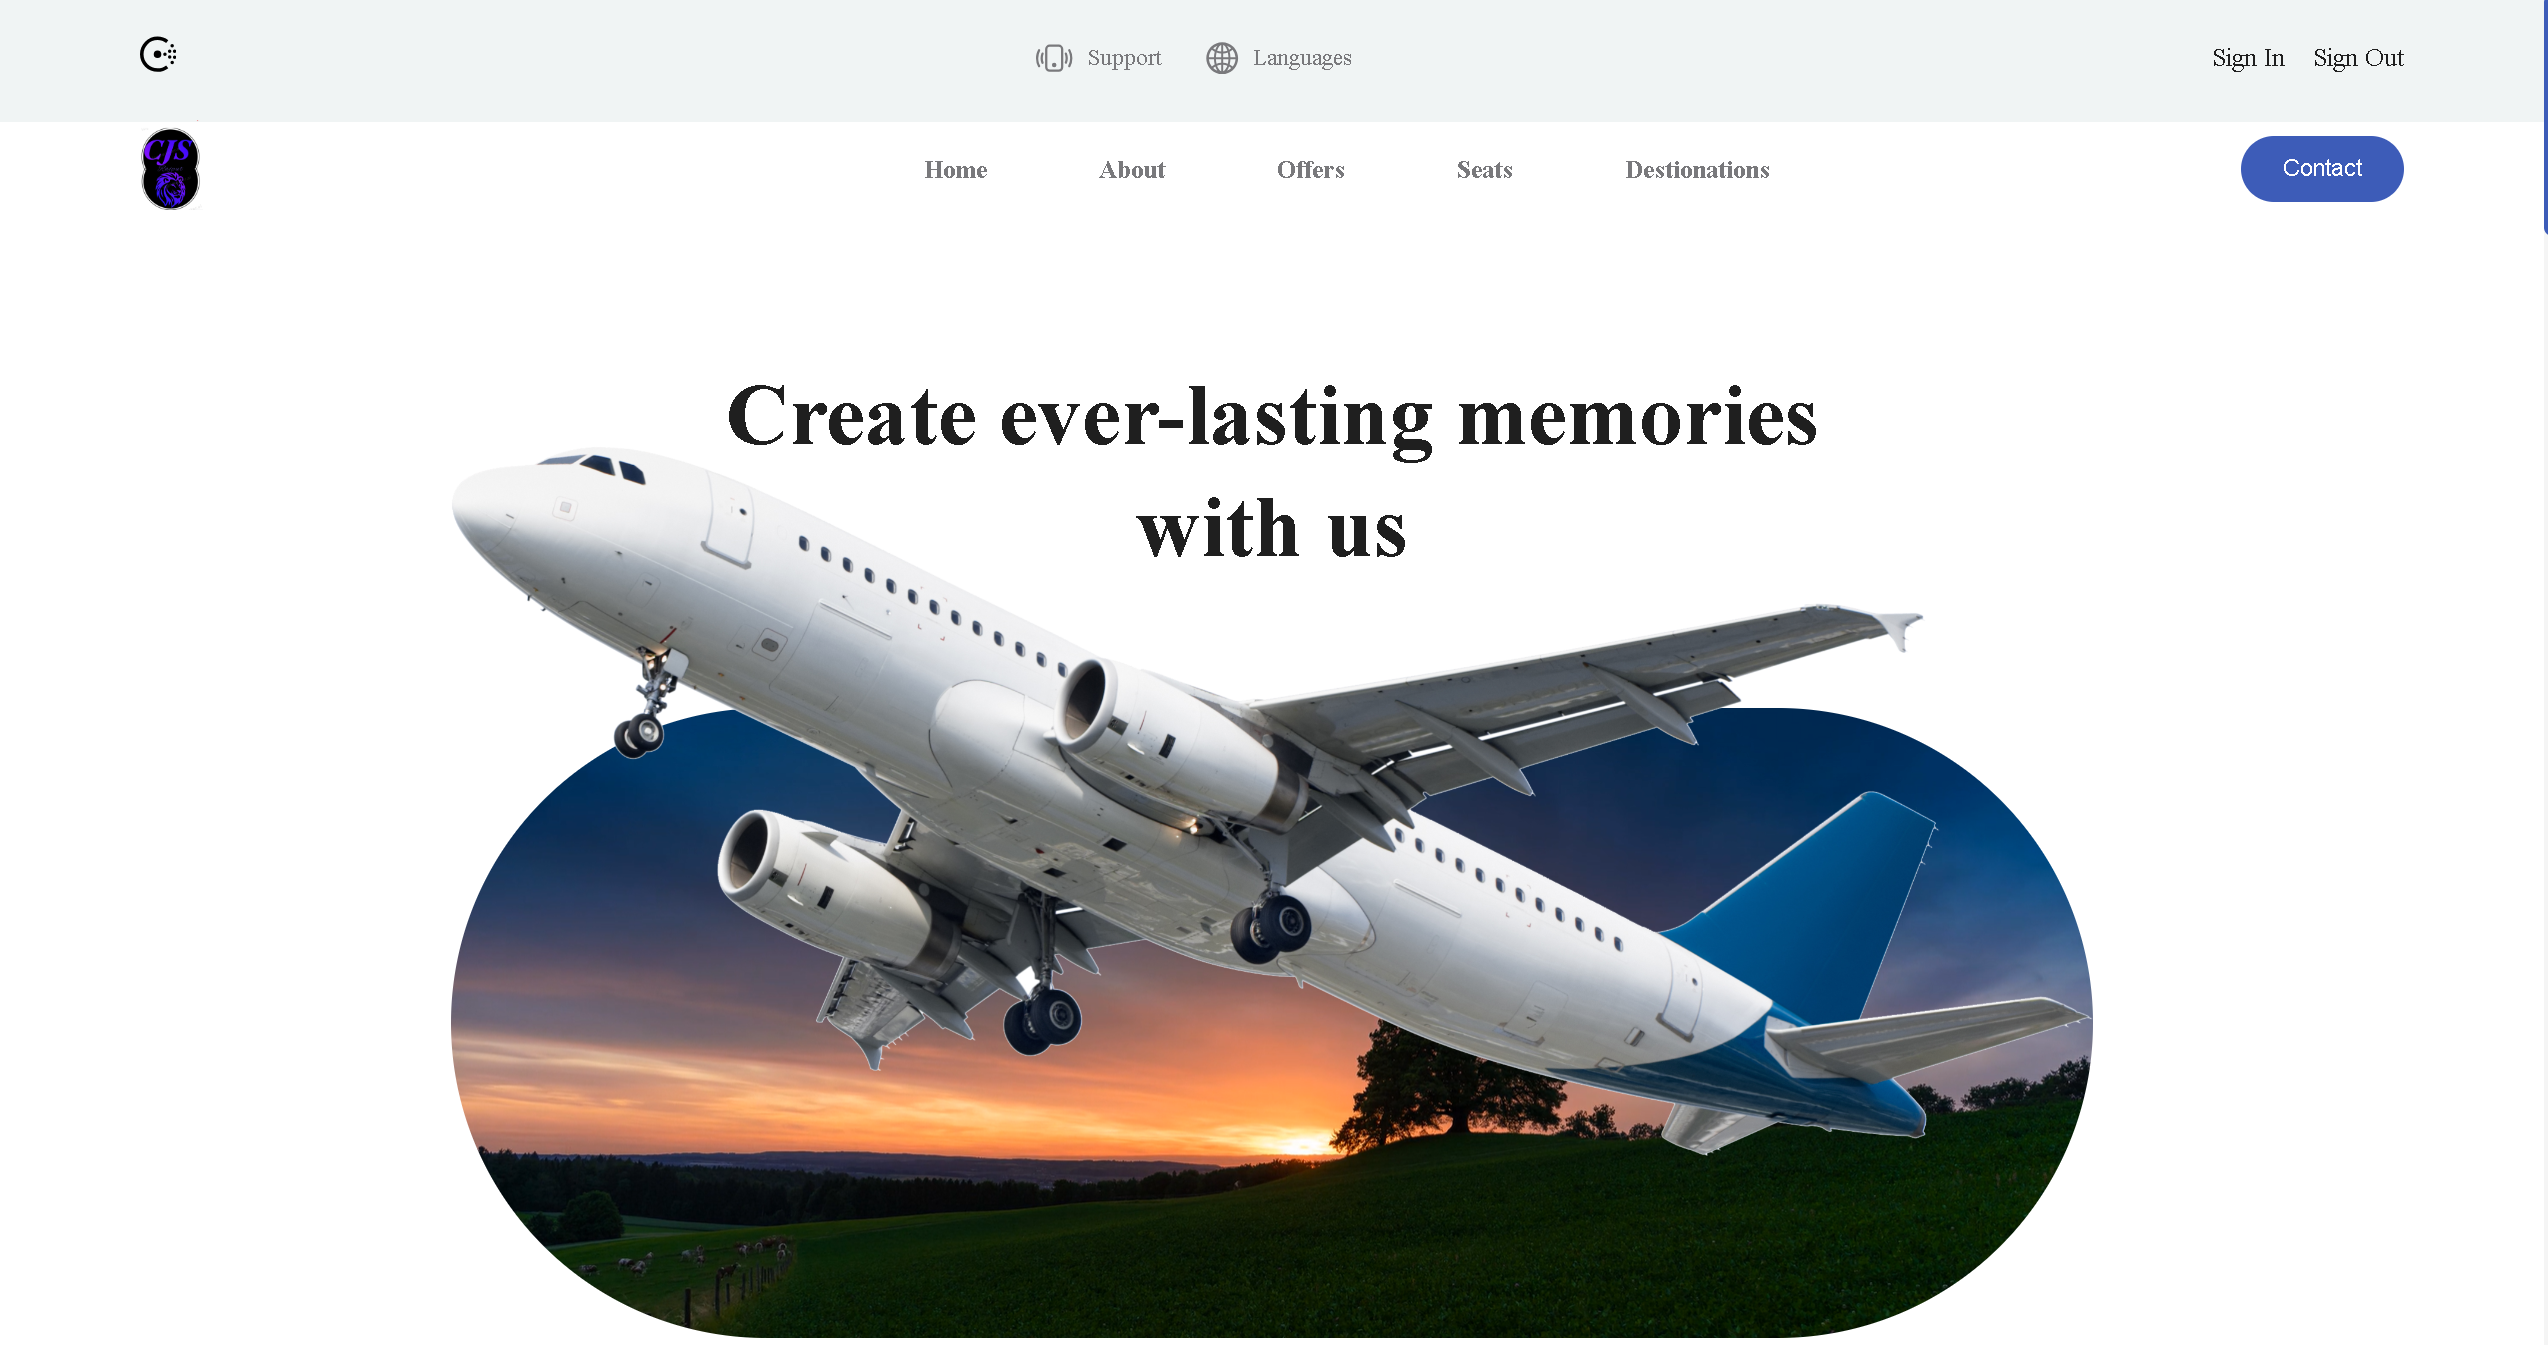 Support Languages Sign In Sign Out
CJS
Home About Offers Seats Destionations Contact
Create ever-lasting memories
with us